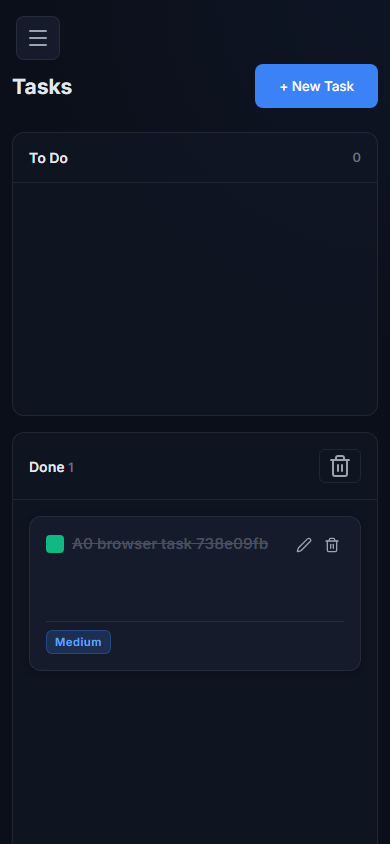 Tasks
+ New Task
To Do
0
Done 1
A0 browser task 738e09fb
Medium